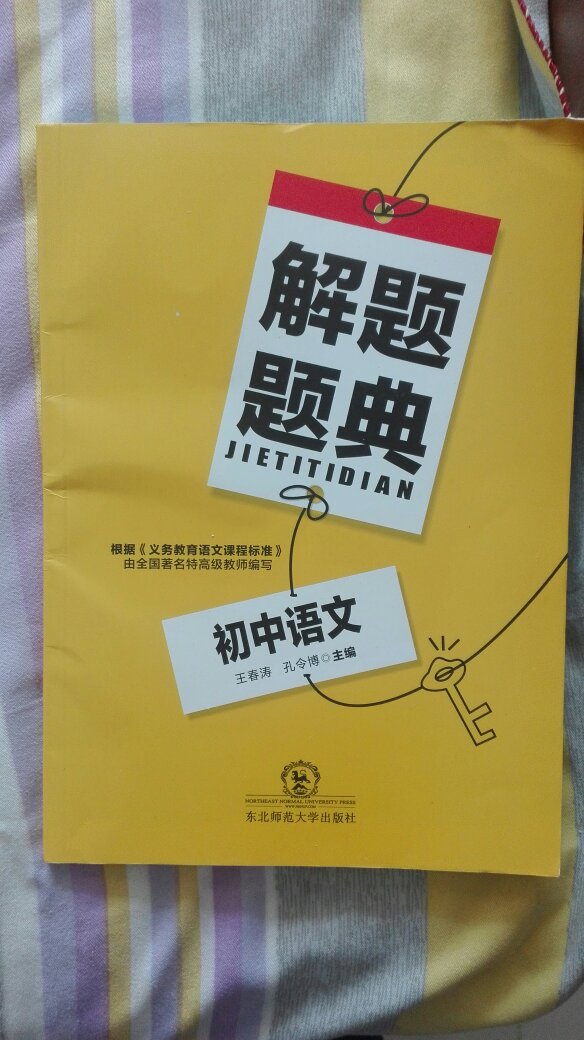 解题
题典
JIETITIDIAN
根据《义务教育语文课程标准》
由全国著名特高级教师编写
初中语文
王春涛 孔令博◎主编
NORTHEAST NORMAL UNIVERSITY PRESS
东北师范大学出版社